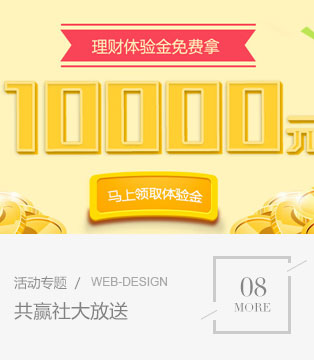 理财体验金免费拿
10000元
马上领取体验金
活动专题 / WEB-DESIGN
共赢社大放送
08
MORE